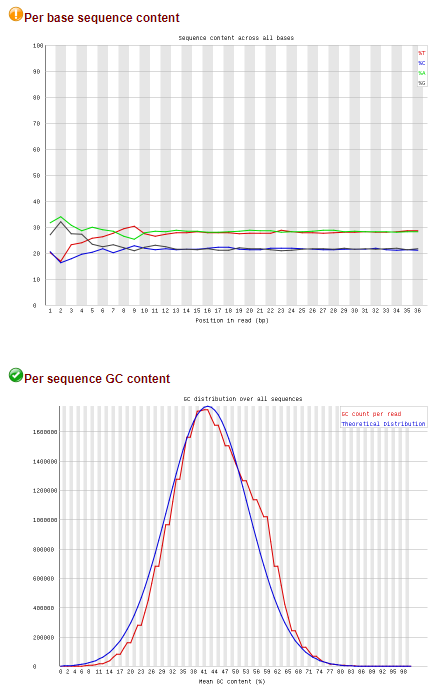 Per base sequence content
Sequence content across all bases
%T
%C
%A
%G
100
90
80
70
60
50
40
30
20
10
0
1 2 3 4 5 6 7 8 9 10 11 12 13 14 15 16 17 18 19 20 21 22 23 24 25 26 27 28 29 30 31 32 33 34 35 36
Position in read (bp)
Per sequence GC content
GC distribution over all sequences
GC count per read
Theoretical Distribution
1600000
1400000
1200000
1000000
800000
600000
400000
200000
0
0 2 4 6 8 11 14 17 20 23 26 29 32 35 38 41 44 47 50 53 56 59 62 65 68 71 74 77 80 83 86 89 92 95 98
Mean GC content (%)